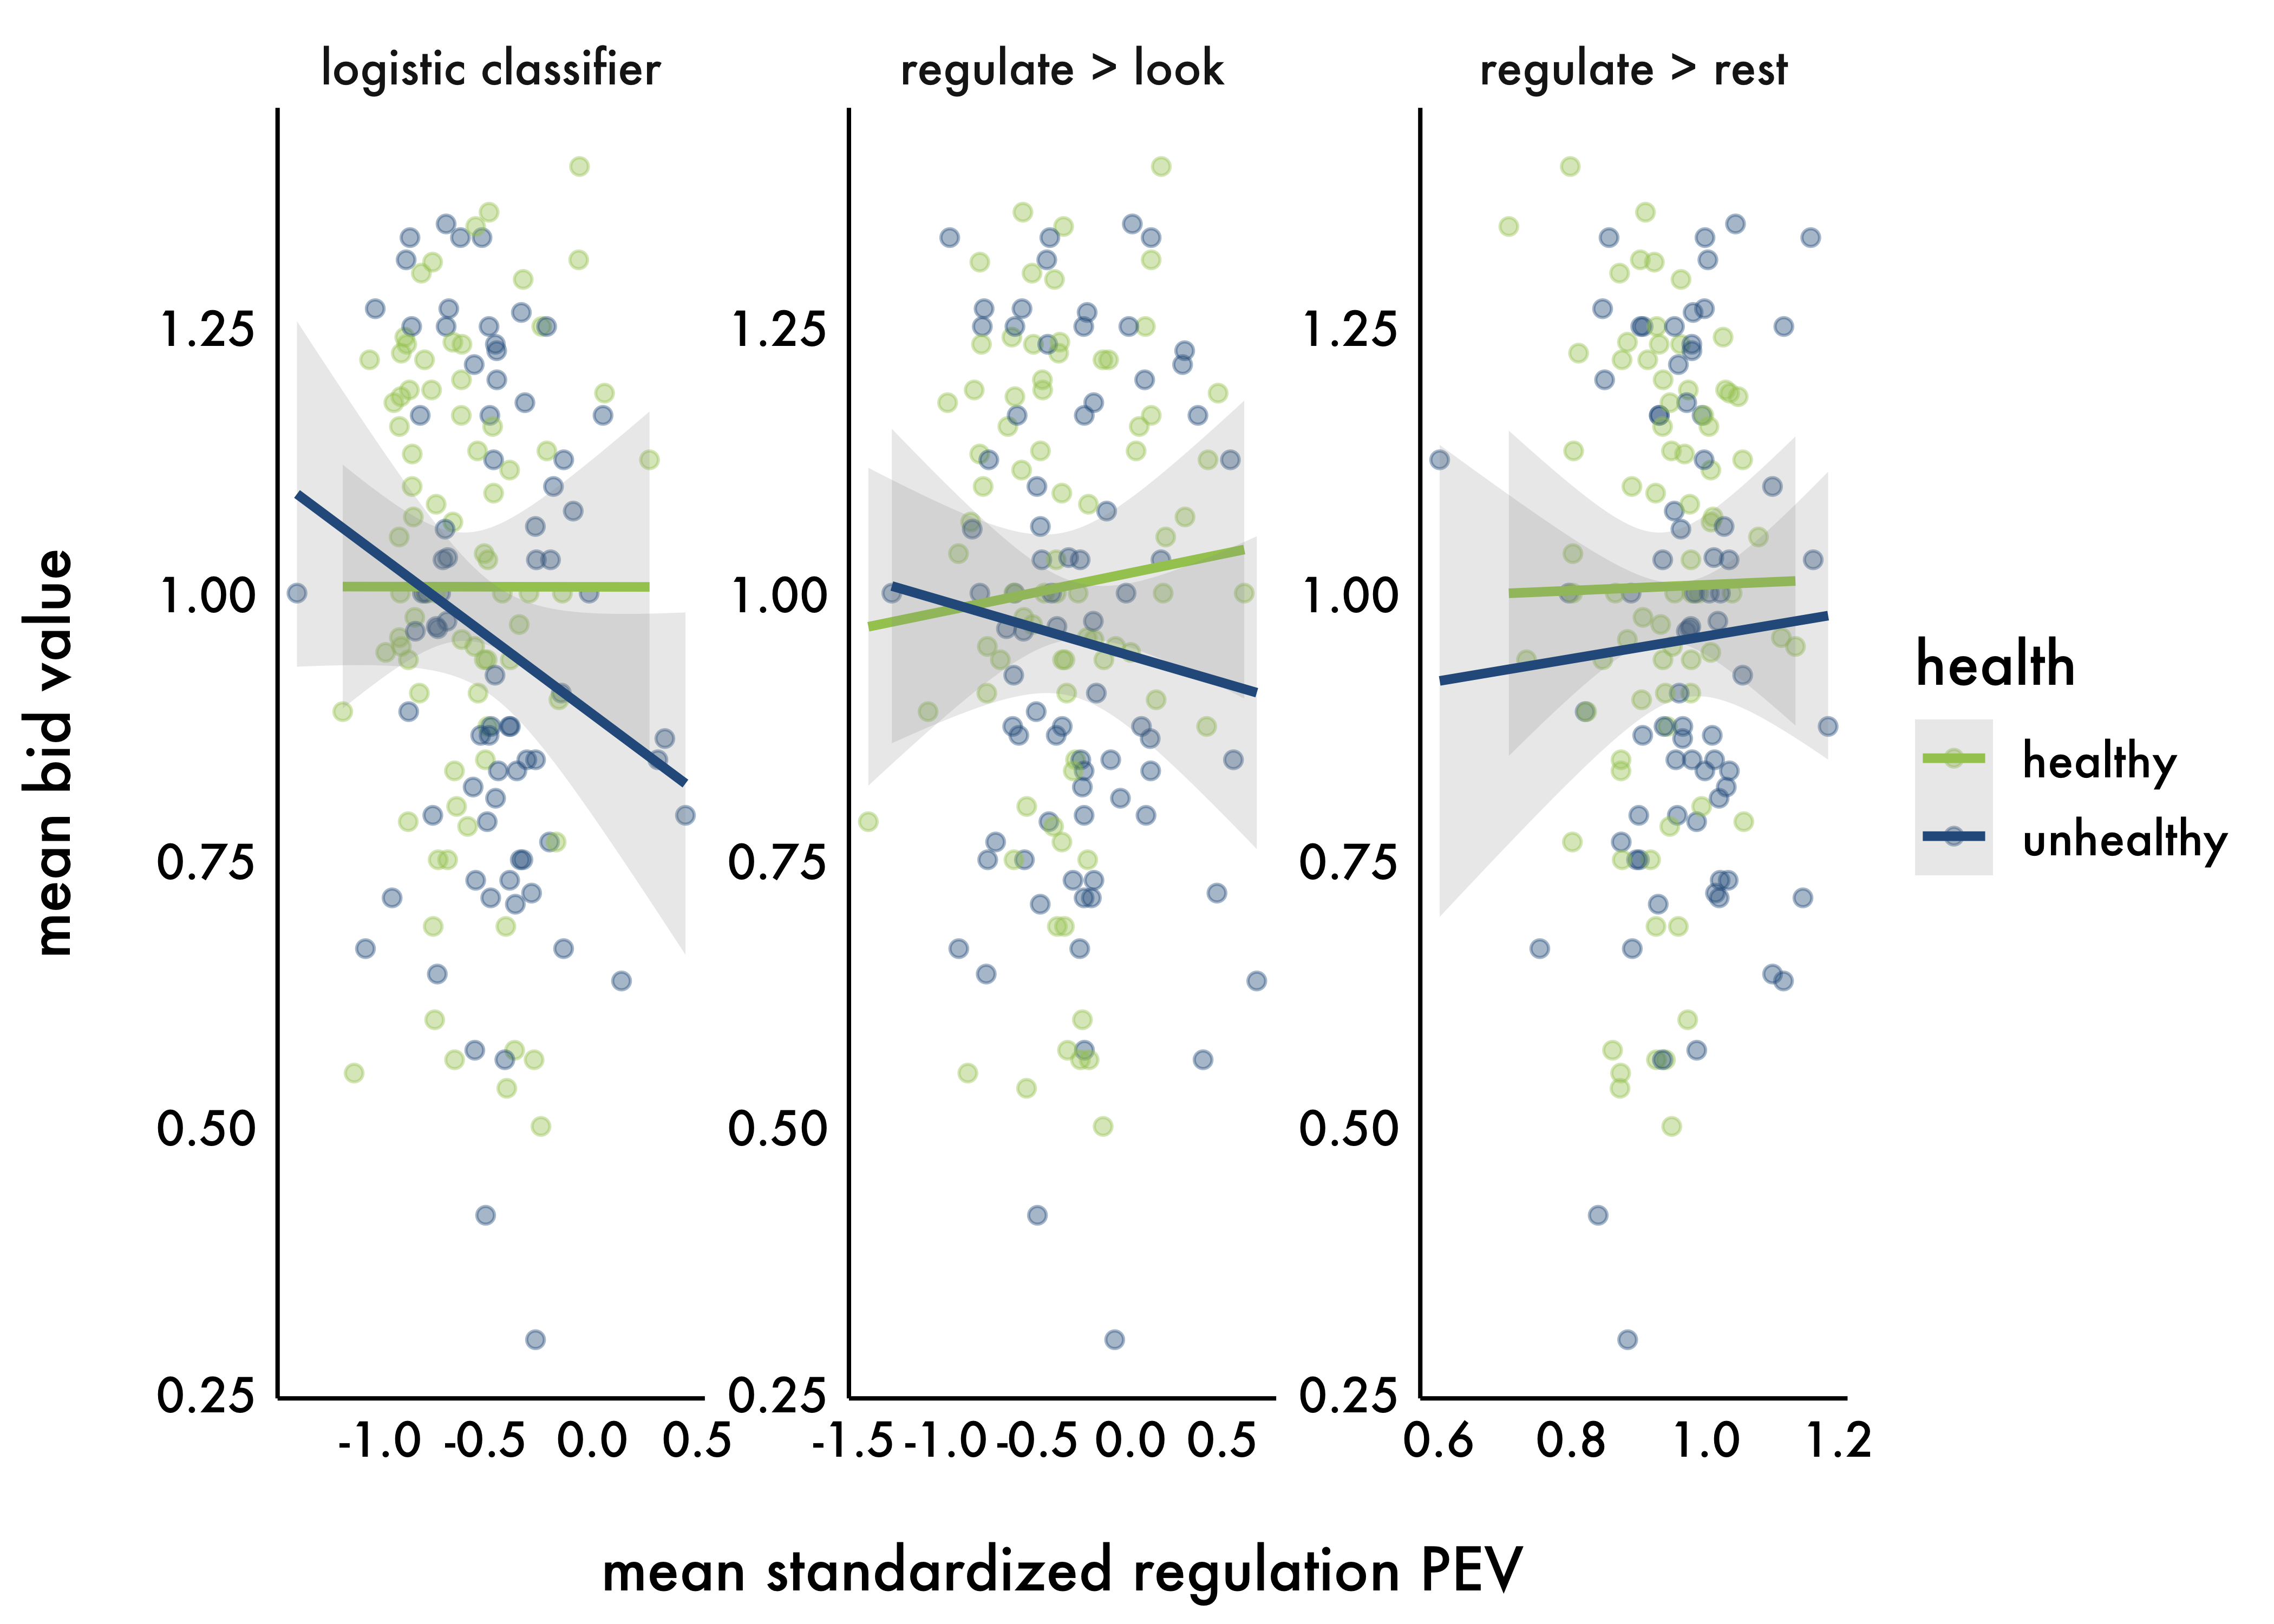 logistic classifier regulate > look regulate > rest
mean bid value
1.25 1.25 1.25
1.00 1.00 1.00
0.75 0.75 0.75
0.50 0.50 0.50
0.25 0.25 0.25
-1.0 -0.5 0.0 0.5 -1.5 -1.0 -0.5 0.0 0.5 0.6 0.8 1.0 1.2
mean standardized regulation PEV
health
healthy
unhealthy